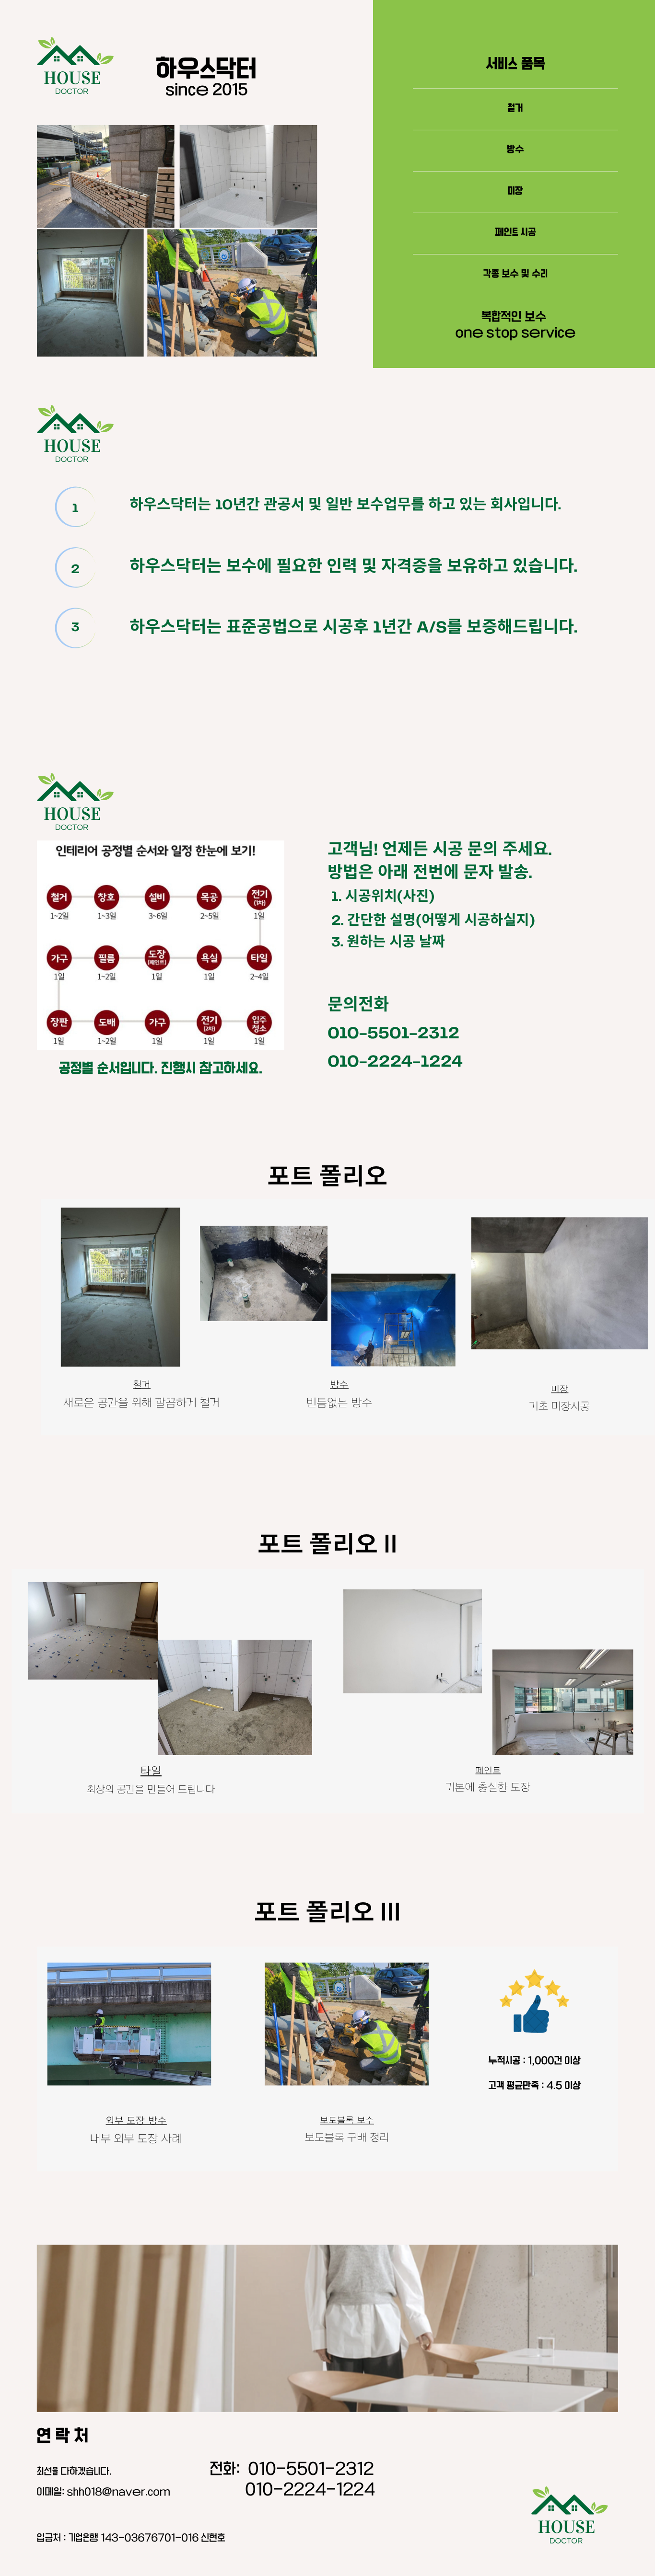 HOUSE
DOCTOR
하우스닥터
since 2015
서비스 품목
철거
방수
미장
페인트 시공
각종 보수 및 수리
복합적인 보수
one stop service
HOUSE
DOCTOR
1
하우스닥터는 10년간 관공서 및 일반 보수업무를 하고 있는 회사입니다.
2
하우스닥터는 보수에 필요한 인력 및 자격증을 보유하고 있습니다.
3
하우스닥터는 표준공법으로 시공후 1년간 A/S를 보증해드립니다.
HOUSE
DOCTOR
인테리어 공정별 순서와 일정 한눈에 보기!
철거 창호 설비 목공 전기 (1차)
1~2일 1~3일 3~6일 2~5일 1일
가구 필름 도장 (페인트) 욕실 타일
1일 1~2일 1일 1일 2~4일
장판 도배 가구 전기 (2차) 입주 청소
1일 1~2일 1일 1일 1일
공정별 순서입니다. 진행시 참고하세요.
고객님! 언제든 시공 문의 주세요.
방법은 아래 전번에 문자 발송.
1. 시공위치(사진)
2. 간단한 설명(어떻게 시공하실지)
3. 원하는 시공 날짜
문의전화
010-5501-2312
010-2224-1224
포트 폴리오
철거
새로운 공간을 위해 깔끔하게 철거
방수
빈틈없는 방수
미장
기초 미장시공
포트 폴리오 II
타일
최상의 공간을 만들어 드립니다
페인트
기본에 충실한 도장
포트 폴리오 III
외부 도장 방수
내부 외부 도장 사례
보도블록 보수
보도블록 구배 정리
누적시공 : 1,000건 이상
고객 평균만족 : 4.5 이상
연 락 처
최선을 다하겠습니다.
이메일: shh018@naver.com
전화: 010-5501-2312
010-2224-1224
입금처 : 기업은행 143-03676701-016 신현호
HOUSE
DOCTOR